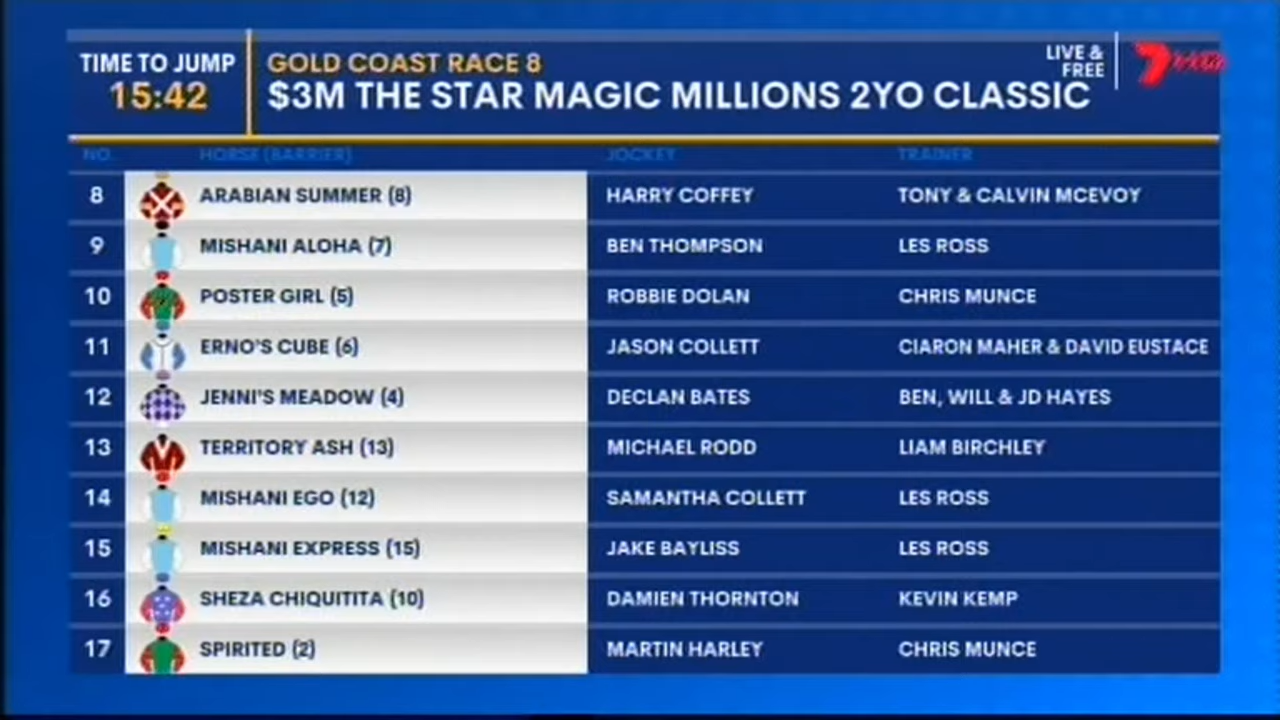 TIME TO JUMP
15:42
GOLD COAST RACE 8
$3M THE STAR MAGIC MILLIONS 2YO CLASSIC
LIVE &
FREE
7
NO. HORSE (BARRIER) JOCKEY TRAINER
8 ARABIAN SUMMER (8) HARRY COFFEY TONY & CALVIN MCEVOY
9 MISHANI ALOHA (7) BEN THOMPSON LES ROSS
10 POSTER GIRL (5) ROBBIE DOLAN CHRIS MUNCE
11 ERNO'S CUBE (6) JASON COLLETT CIARON MAHER & DAVID EUSTACE
12 JENNI'S MEADOW (4) DECLAN BATES BEN, WILL & JD HAYES
13 TERRITORY ASH (13) MICHAEL RODD LIAM BIRCHLEY
14 MISHANI EGO (12) SAMANTHA COLLETT LES ROSS
15 MISHANI EXPRESS (15) JAKE BAYLISS LES ROSS
16 SHEZA CHIQUITITA (10) DAMIEN THORNTON KEVIN KEMP
17 SPIRITED (2) MARTIN HARLEY CHRIS MUNCE